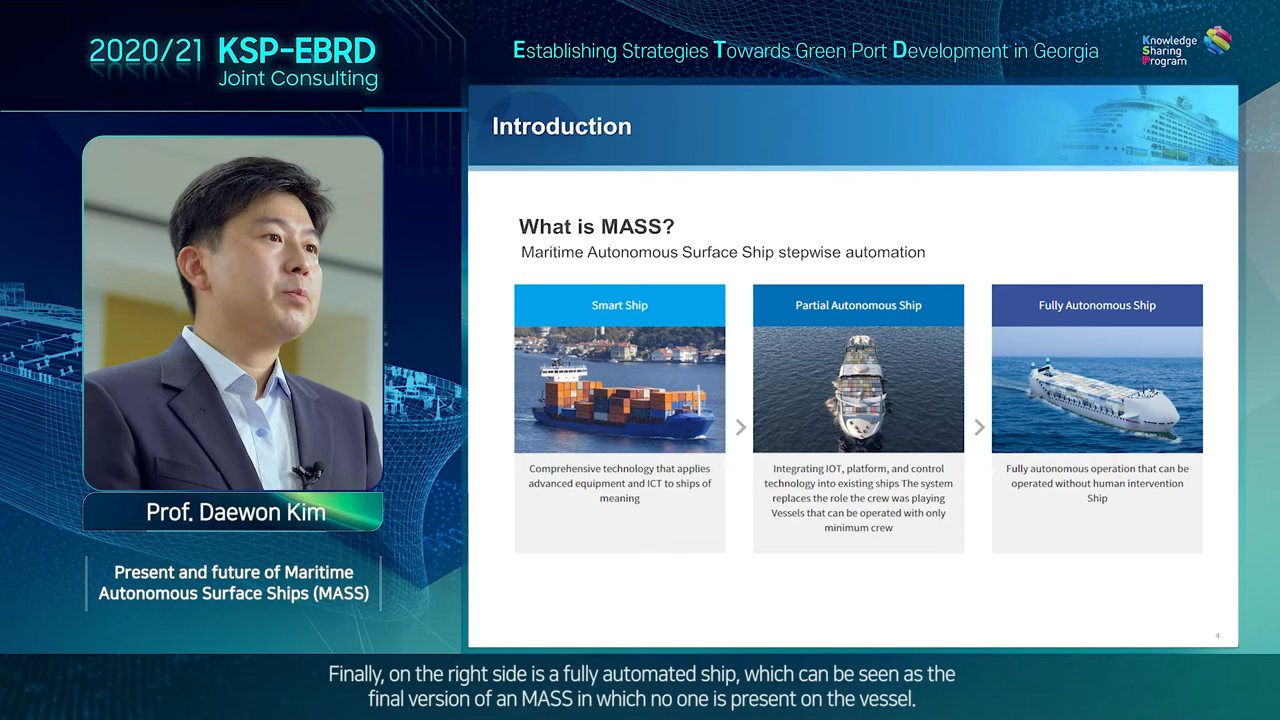 2020/21 KSP-EBRD
Joint Consulting
Establishing Strategies Towards Green Port Development in Georgia
Knowledge
Sharing
Program
Introduction
What is MASS?
Maritime Autonomous Surface Ship stepwise automation
Smart Ship
Comprehensive technology that applies
advanced equipment and ICT to ships of
meaning
Partial Autonomous Ship
Integrating IOT, platform, and control
technology into existing ships The system
replaces the role the crew was playing
Vessels that can be operated with only
minimum crew
Fully Autonomous Ship
Fully autonomous operation that can be
operated without human intervention
Ship
4
Prof. Daewon Kim
Present and future of Maritime
Autonomous Surface Ships (MASS)
Finally, on the right side is a fully automated ship, which can be seen as the
final version of an MASS in which no one is present on the vessel.